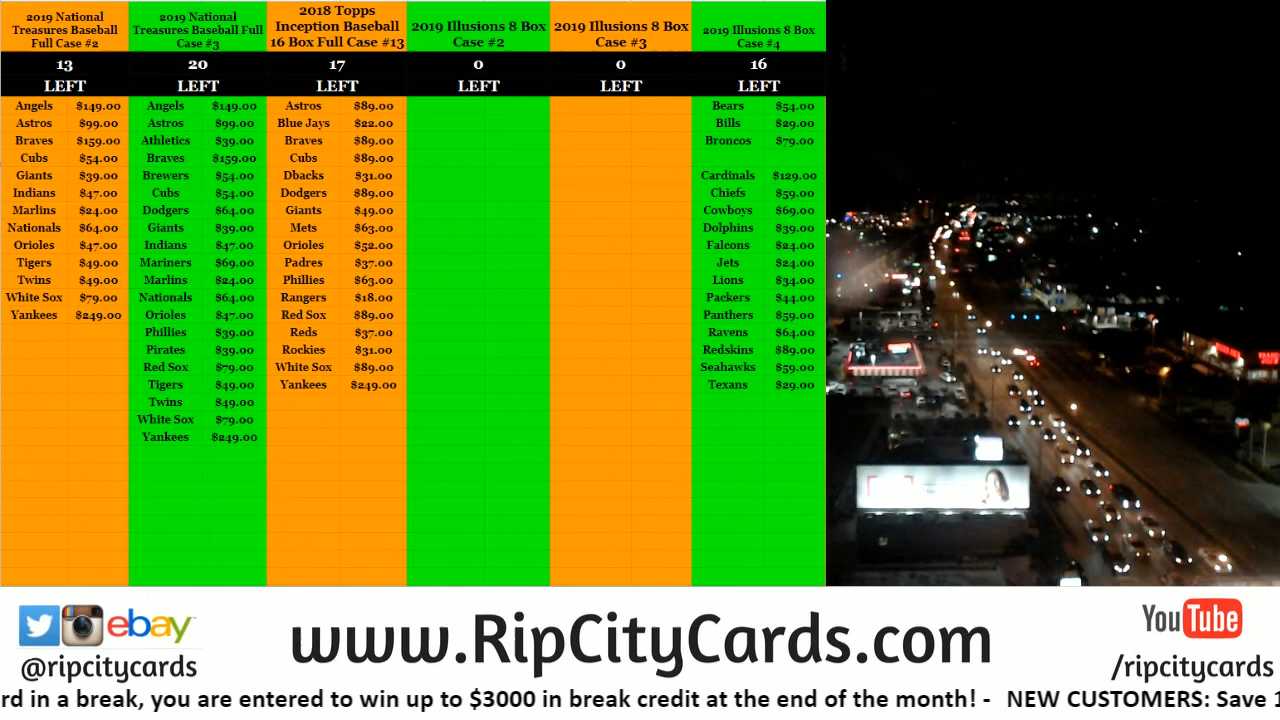 2019 National Treasures Baseball Full Case #2
13
LEFT
Angels $149.00
Astros $99.00
Braves $159.00
Cubs $54.00
Giants $39.00
Indians $47.00
Marlins $24.00
Nationals $64.00
Orioles $47.00
Tigers $49.00
Twins $49.00
White Sox $79.00
Yankees $249.00
2019 National Treasures Baseball Full Case #3
20
LEFT
Angels $149.00
Astros $99.00
Athletics $39.00
Braves $159.00
Brewers $54.00
Cubs $54.00
Dodgers $64.00
Giants $39.00
Indians $47.00
Mariners $69.00
Marlins $24.00
Nationals $64.00
Orioles $47.00
Phillies $39.00
Pirates $39.00
Red Sox $79.00
Tigers $49.00
Twins $49.00
White Sox $79.00
Yankees $249.00
2018 Topps Inception Baseball 16 Box Full Case #13
17
LEFT
Astros $89.00
Blue Jays $22.00
Braves $89.00
Cubs $89.00
Dbacks $31.00
Dodgers $89.00
Giants $49.00
Mets $63.00
Orioles $52.00
Padres $37.00
Phillies $63.00
Rangers $18.00
Red Sox $89.00
Reds $37.00
Rockies $31.00
White Sox $89.00
Yankees $249.00
2019 Illusions 8 Box Case #2
0
LEFT
2019 Illusions 8 Box Case #3
0
LEFT
2019 Illusions 8 Box Case #4
16
LEFT
Bears $54.00
Bills $29.00
Broncos $79.00
Cardinals $129.00
Chiefs $59.00
Cowboys $69.00
Dolphins $39.00
Falcons $24.00
Jets $24.00
Lions $34.00
Packers $44.00
Panthers $59.00
Ravens $64.00
Redskins $89.00
Seahawks $59.00
Texans $29.00
ebay
@ripcitycards
www.RipCityCards.com
YouTube
/ripcitycards
rd in a break, you are entered to win up to $3000 in break credit at the end of the month! - NEW CUSTOMERS: Save 1